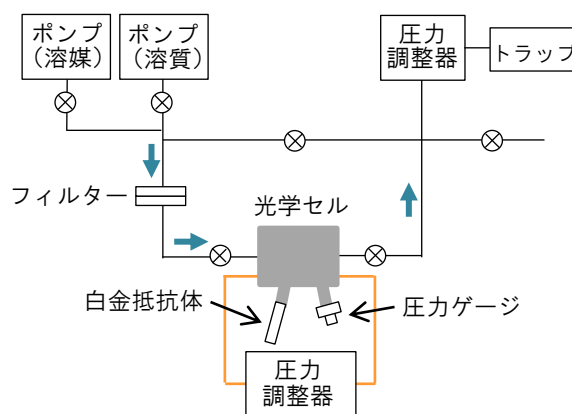 ポンプ
（溶媒）
ポンプ
（溶質）
圧力
調整器
トラップ
フィルター
光学セル
白金抵抗体
圧力ゲージ
圧力
調整器